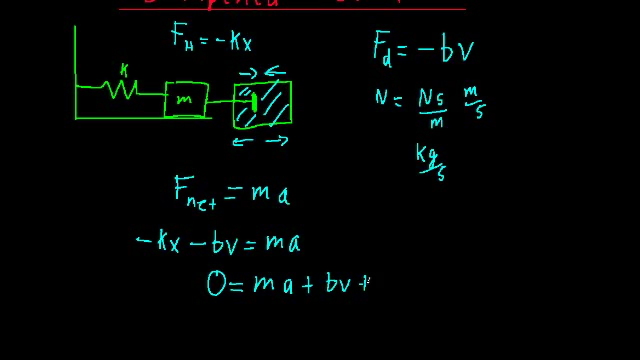 F_H = -kx
F_d = -bv
K
m
N = Ns/m m/s
kg/s
F_net = ma
-kx - bv = ma
0 = ma + bv +